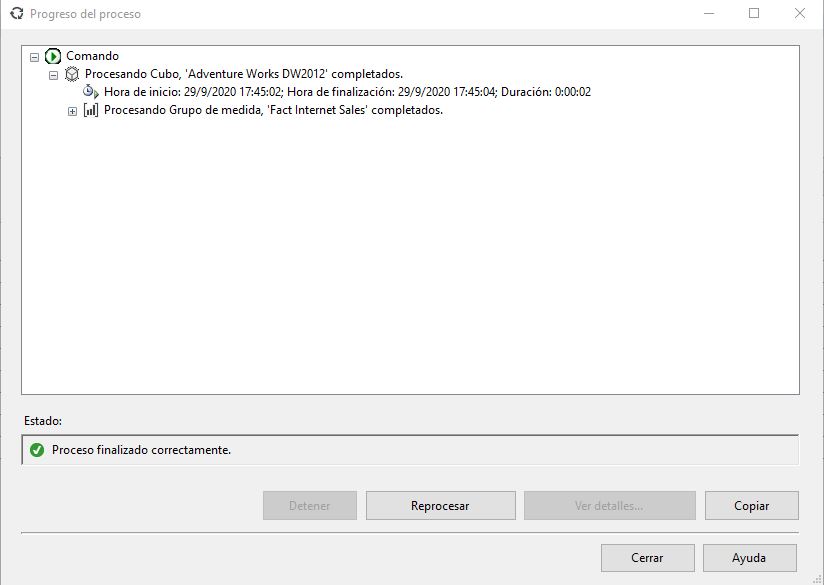 Progreso del proceso
Comando
Procesando Cubo, 'Adventure Works DW2012' completados.
Hora de inicio: 29/9/2020 17:45:02; Hora de finalización: 29/9/2020 17:45:04; Duración: 0:00:02
Procesando Grupo de medida, 'Fact Internet Sales' completados.
Estado:
Proceso finalizado correctamente.
Detener Reprocesar Ver detalles... Copiar
Cerrar Ayuda